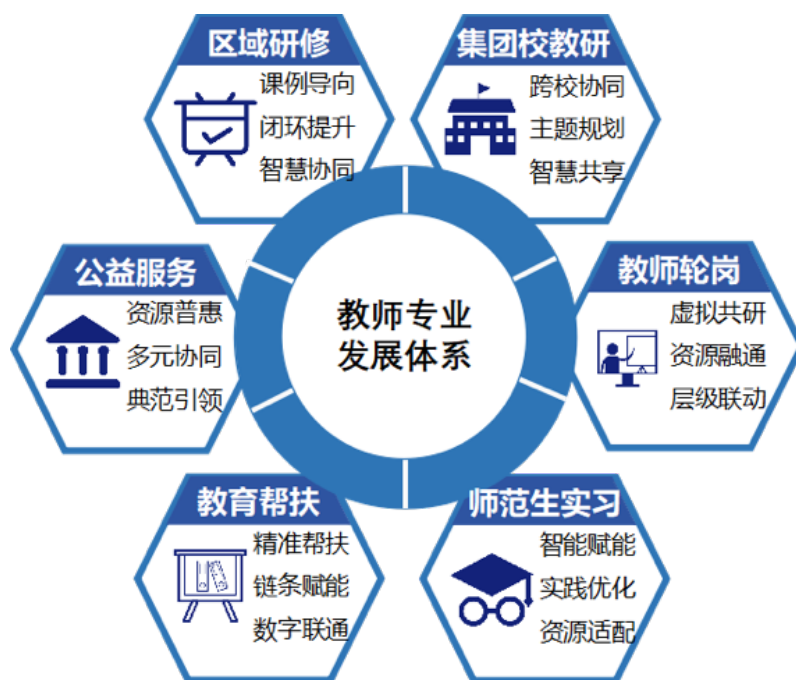 区域研修
课例导向
闭环提升
智慧协同
集团校教研
跨校协同
主题规划
智慧共享
公益服务
资源普惠
多元协同
典范引领
教师专业
发展体系
教师轮岗
虚拟共研
资源融通
层级联动
教育帮扶
精准帮扶
链条赋能
数字联通
师范生实习
智能赋能
实践优化
资源适配